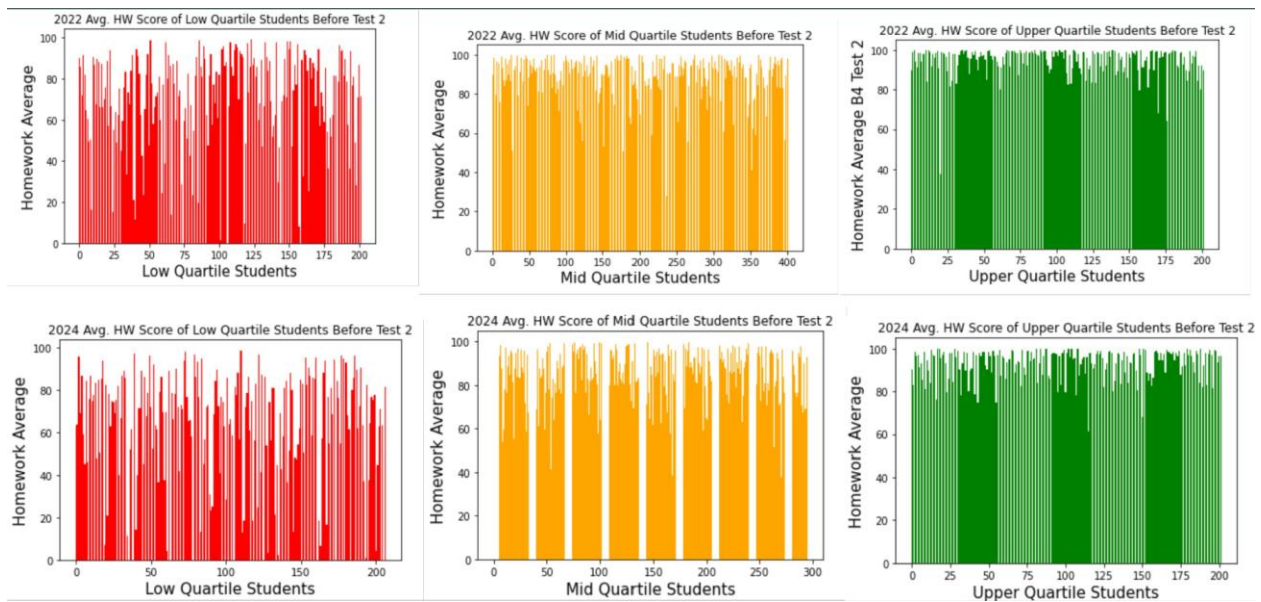 2022 Avg. HW Score of Low Quartile Students Before Test 2
Homework Average
100
80
60
40
20
0
0 25 50 75 100 125 150 175 200
Low Quartile Students
2022 Avg. HW Score of Mid Quartile Students Before Test 2
Homework Average
100
80
60
40
20
0
0 50 100 150 200 250 300 350 400
Mid Quartile Students
2022 Avg. HW Score of Upper Quartile Students Before Test 2
Homework Average B4 Test 2
100
80
60
40
20
0
0 25 50 75 100 125 150 175 200
Upper Quartile Students
2024 Avg. HW Score of Low Quartile Students Before Test 2
Homework Average
100
80
60
40
20
0
0 50 100 150 200
Low Quartile Students
2024 Avg. HW Score of Mid Quartile Students Before Test 2
Homework Average
100
80
60
40
20
0
0 50 100 150 200 250 300
Mid Quartile Students
2024 Avg. HW Score of Upper Quartile Students Before Test 2
Homework Average
100
80
60
40
20
0
0 25 50 75 100 125 150 175 200
Upper Quartile Students